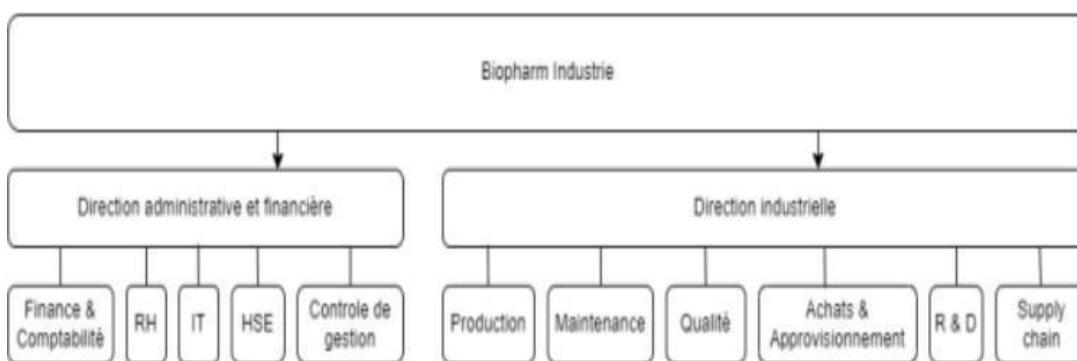 Biopharm Industrie
Direction administrative et financière
Direction industrielle
Finance &
Comptabilité
RH
IT
HSE
Controle de
gestion
Production
Maintenance
Qualité
Achats &
Approvisionnement
R & D
Supply
chain